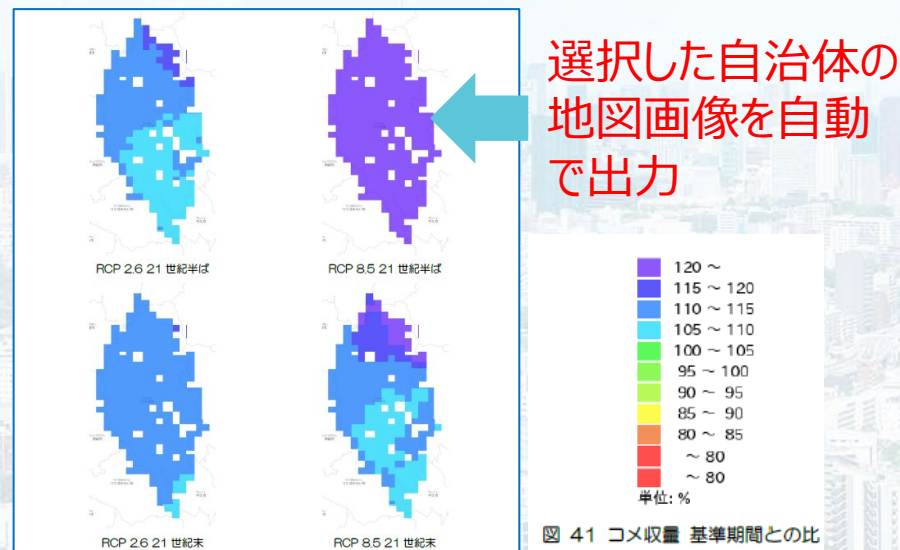 選択した自治体の
地図画像を自動
で出力
RCP 2.6 21 世紀半ば
RCP 8.5 21 世紀半ば
RCP 2.6 21 世紀末
RCP 8.5 21 世紀末
120 ～
115 ～ 120
110 ～ 115
105 ～ 110
100 ～ 105
95 ～ 100
90 ～ 95
85 ～ 90
80 ～ 85
～ 80
～ 80
単位: %
図 41 コメ収量 基準期間との比